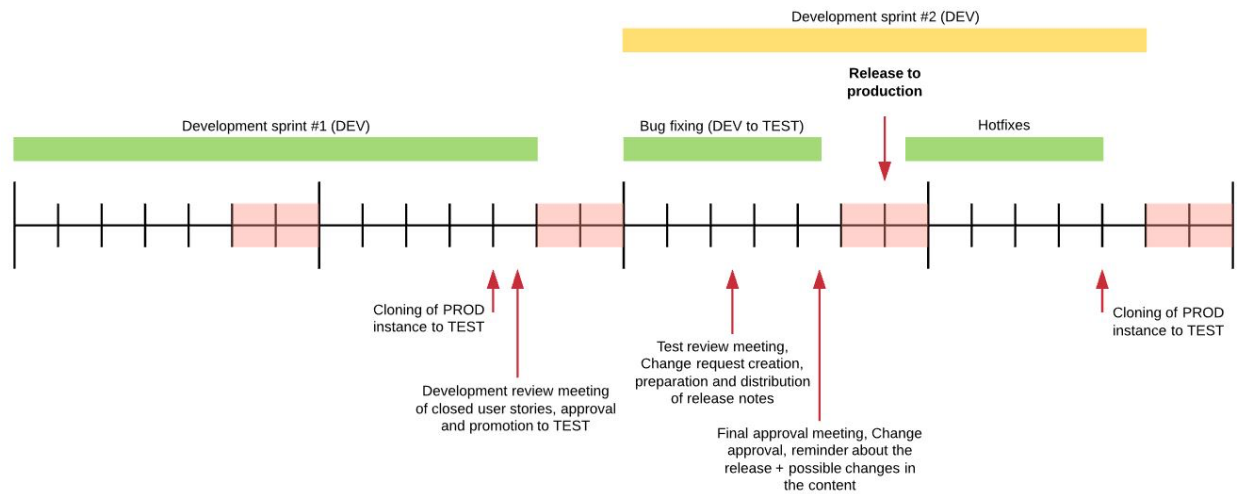 Development sprint #2 (DEV)
Release to
production
Development sprint #1 (DEV)
Bug fixing (DEV to TEST)
Hotfixes
Cloning of PROD
instance to TEST
Development review meeting
of closed user stories, approval
and promotion to TEST
Test review meeting,
Change request creation,
preparation and distribution
of release notes
Final approval meeting, Change
approval, reminder about the
release + possible changes in
the content
Cloning of PROD
instance to TEST